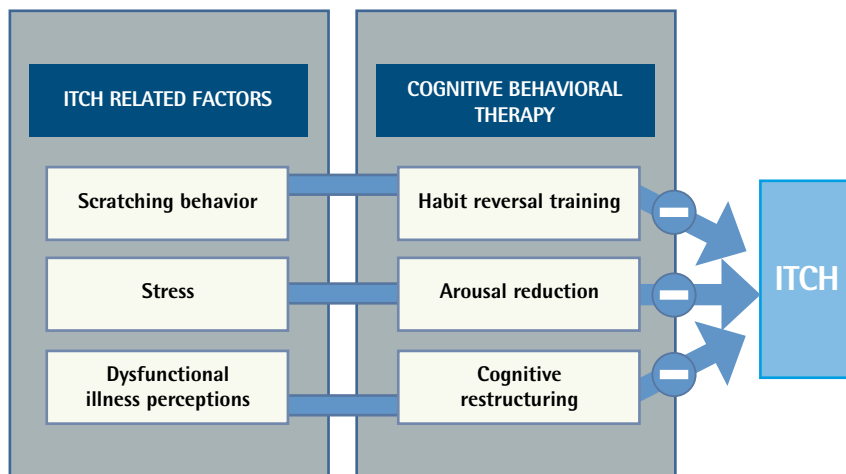 ITCH RELATED FACTORS
COGNITIVE BEHAVIORAL
THERAPY
Scratching behavior
Habit reversal training
Stress
Arousal reduction
ITCH
Dysfunctional
illness perceptions
Cognitive
restructuring